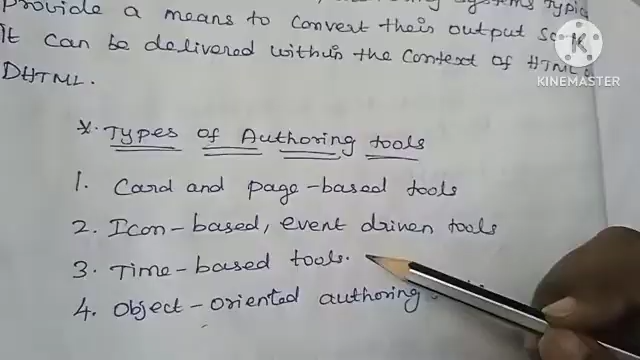 provide a means to convert their output so
It can be delivered within the context of HTML
DHTML.
*. Types of Authoring tools
1. Card and page-based tools
2. Icon-based, event driven tools
3. Time-based tools.
4. Object-oriented authoring
KINEMASTER